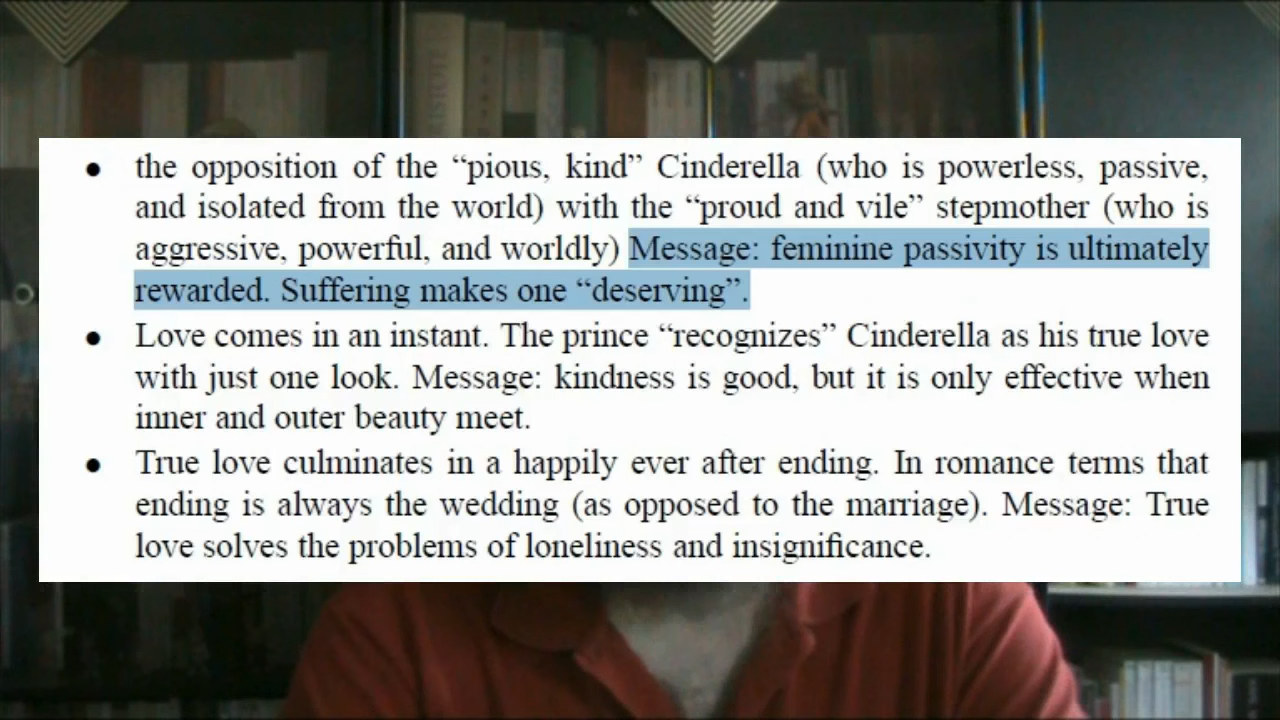 ● the opposition of the “pious, kind” Cinderella (who is powerless, passive,
and isolated from the world) with the “proud and vile” stepmother (who is
aggressive, powerful, and worldly) Message: feminine passivity is ultimately
rewarded. Suffering makes one “deserving”.
● Love comes in an instant. The prince “recognizes” Cinderella as his true love
with just one look. Message: kindness is good, but it is only effective when
inner and outer beauty meet.
● True love culminates in a happily ever after ending. In romance terms that
ending is always the wedding (as opposed to the marriage). Message: True
love solves the problems of loneliness and insignificance.